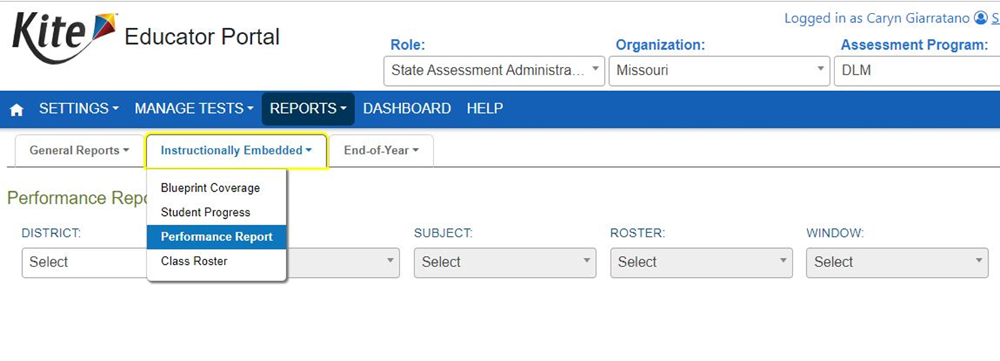 Kite Educator Portal
Logged in as Caryn Giarratano S
Role: Organization: Assessment Program:
State Assessment Administra... Missouri DLM
SETTINGS MANAGE TESTS REPORTS DASHBOARD HELP
General Reports Instructionally Embedded End-of-Year
Blueprint Coverage
Performance Repo
Student Progress
DISTRICT: SUBJECT: ROSTER: WINDOW:
Performance Report
Select Select Select Select
Class Roster